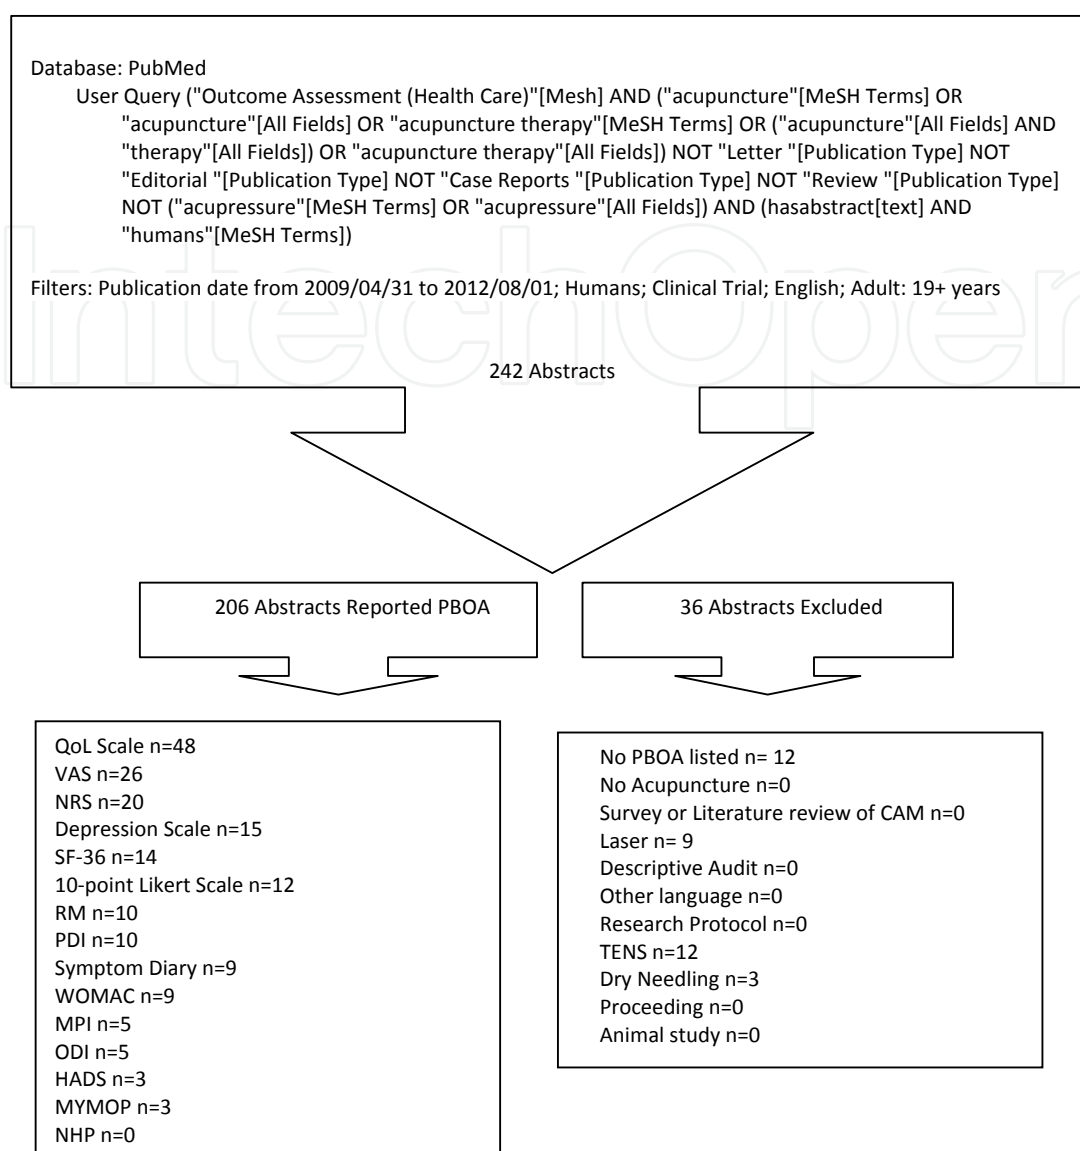 Database: PubMed
User Query ("Outcome Assessment (Health Care)"[Mesh] AND ("acupuncture"[MeSH Terms] OR
"acupuncture"[All Fields] OR "acupuncture therapy"[MeSH Terms] OR ("acupuncture"[All Fields] AND
"therapy"[All Fields]) OR "acupuncture therapy"[All Fields]) NOT "Letter "[Publication Type] NOT
"Editorial "[Publication Type] NOT "Case Reports "[Publication Type] NOT "Review "[Publication Type]
NOT ("acupressure"[MeSH Terms] OR "acupressure"[All Fields]) AND (hasabstract[text] AND
"humans"[MeSH Terms])
Filters: Publication date from 2009/04/31 to 2012/08/01; Humans; Clinical Trial; English; Adult: 19+ years
IntechOpen
242 Abstracts
206 Abstracts Reported PBOA
36 Abstracts Excluded
QoL Scale n=48
VAS n=26
NRS n=20
Depression Scale n=15
SF-36 n=14
10-point Likert Scale n=12
RM n=10
PDI n=10
Symptom Diary n=9
WOMAC n=9
MPI n=5
ODI n=5
HADS n=3
MYMOP n=3
NHP n=0
No PBOA listed n= 12
No Acupuncture n=0
Survey or Literature review of CAM n=0
Laser n= 9
Descriptive Audit n=0
Other language n=0
Research Protocol n=0
TENS n=12
Dry Needling n=3
Proceeding n=0
Animal study n=0